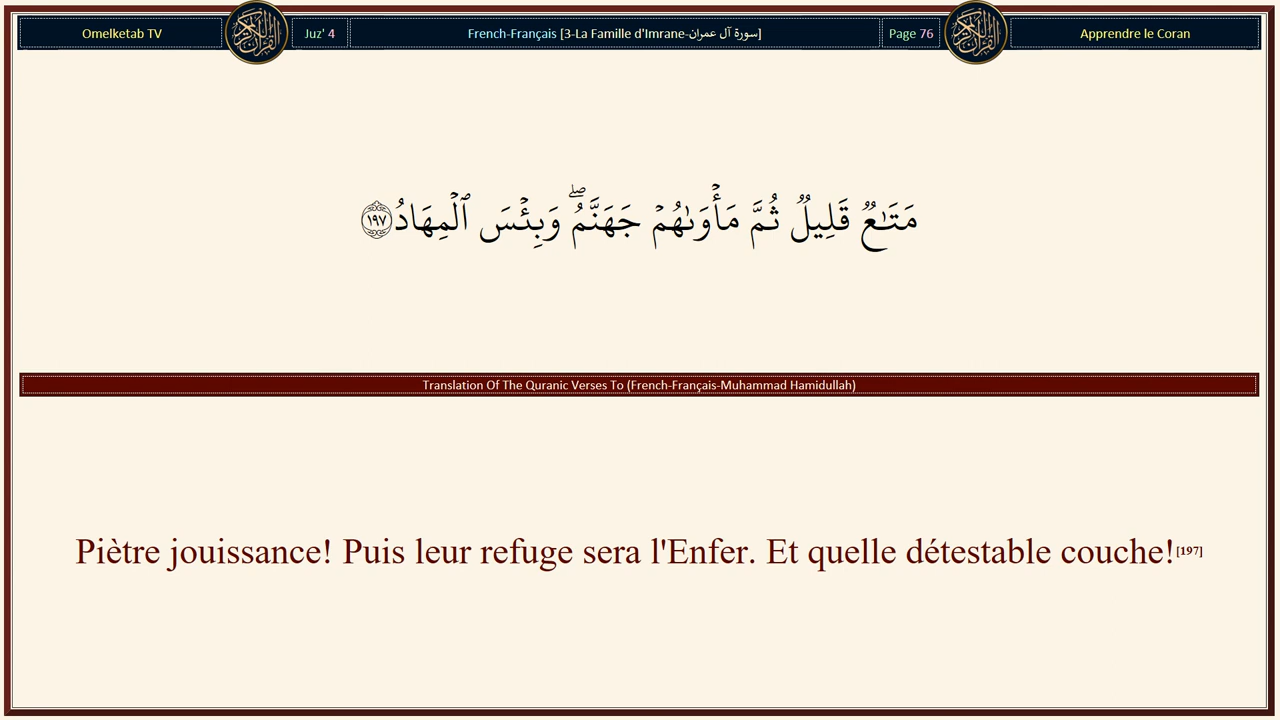 Omelketab TV
Juz' 4
French-Français [3-La Famille d'Imrane-سورة آل عمران]
Page 76
Apprendre le Coran
مَتَـٰعٌ قَلِيلٌ ثُمَّ مَأۡوَىٰهُمۡ جَهَنَّمُۖ وَبِئۡسَ ٱلۡمِهَادُ ١٩٧
Translation Of The Quranic Verses To (French-Français-Muhammad Hamidullah)
Piètre jouissance! Puis leur refuge sera l'Enfer. Et quelle détestable couche![197]